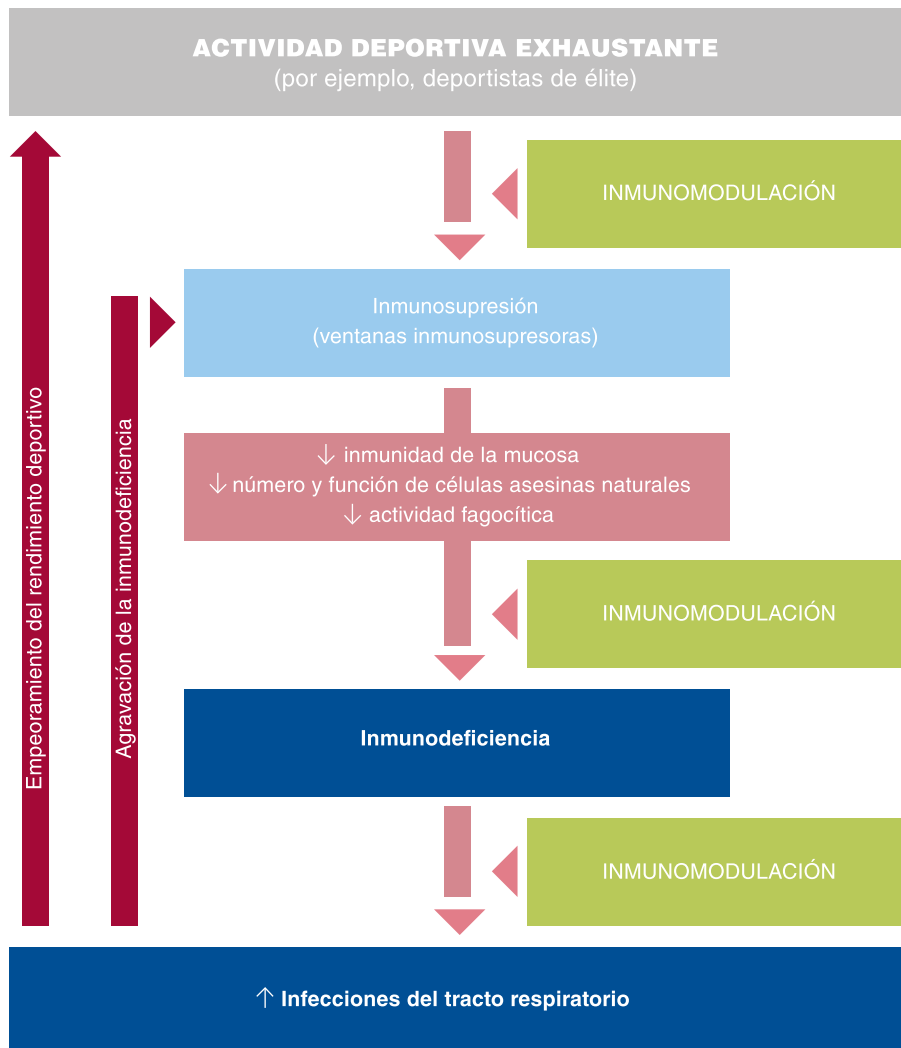 ACTIVIDAD DEPORTIVA EXHAUSTANTE
(por ejemplo, deportistas de élite)
INMUNOMODULACIÓN
Inmunosupresión
(ventanas inmunosupresoras)
↓ inmunidad de la mucosa
↓ número y función de células asesinas naturales
↓ actividad fagocítica
INMUNOMODULACIÓN
Inmunodeficiencia
INMUNOMODULACIÓN
↑ Infecciones del tracto respiratorio
Empeoramiento del rendimiento deportivo
Agravación de la inmunodeficiencia